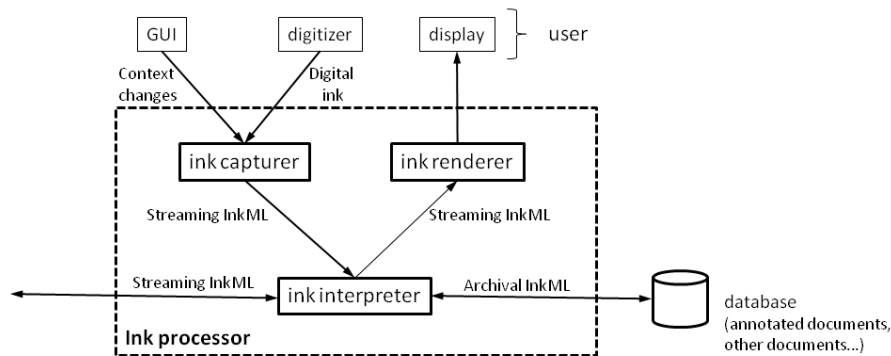 GUI
digitizer
display
user
Context
changes
Digital
ink
ink capturer
ink renderer
Streaming InkML
Streaming InkML
Streaming InkML
ink interpreter
Archival InkML
database
(annotated documents,
other documents...)
Ink processor